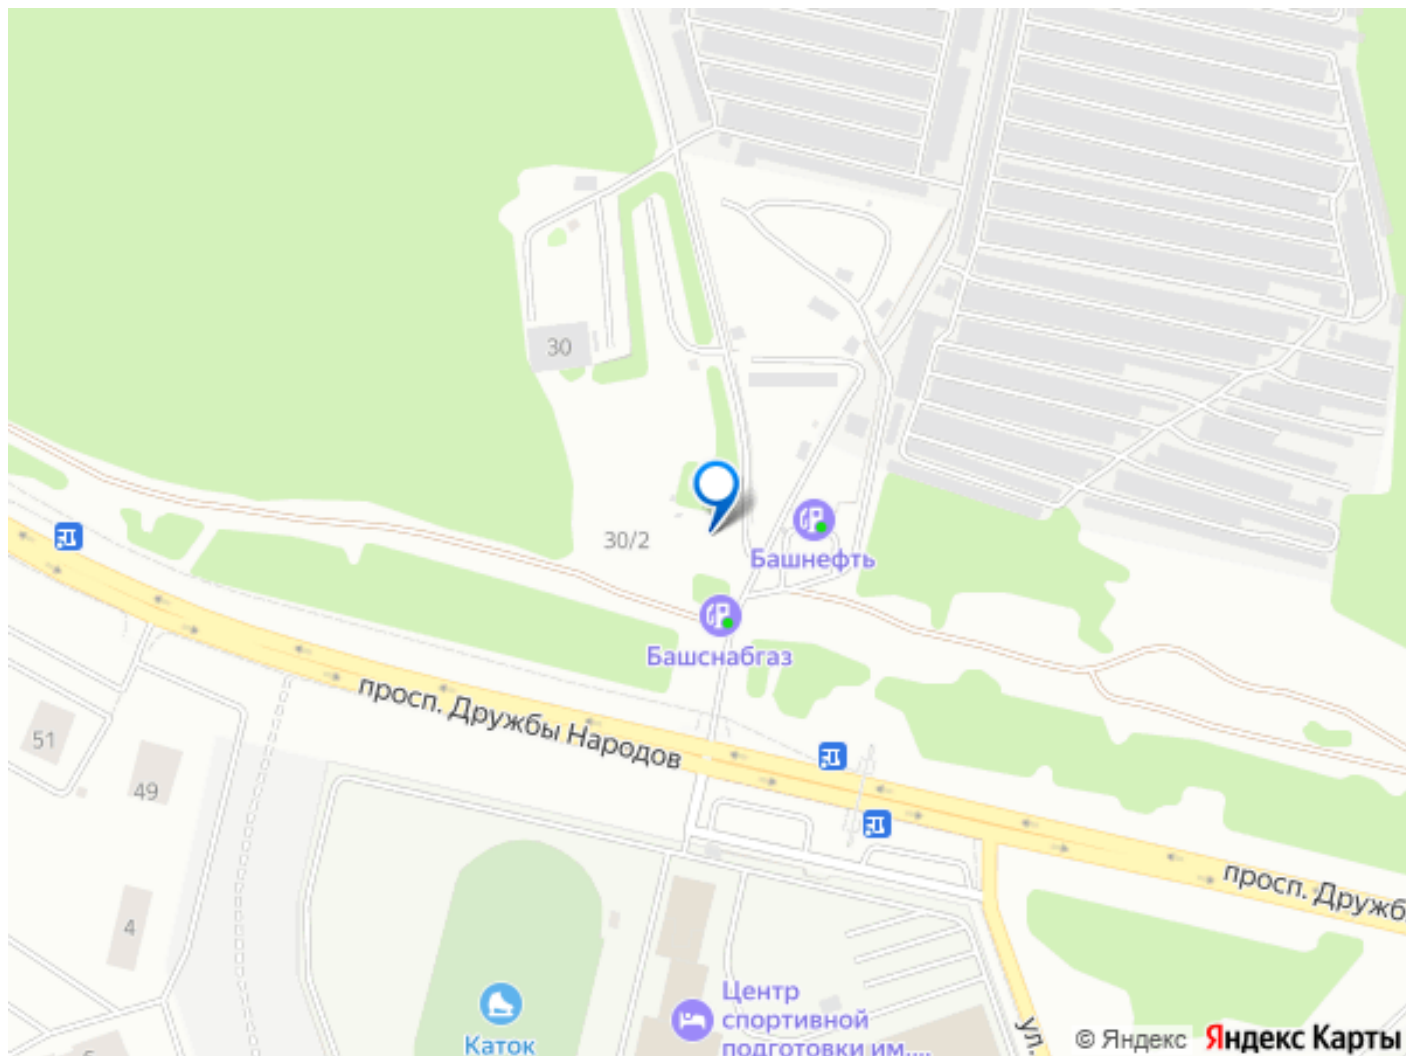 30
30/2
Башнефть
Башснабгаз
просп. Дружбы Народов
51
49
4
просп. Дружб
Центр
спортивной
подготовки им....
Каток
ул.
© Яндекс Яндекс Карты